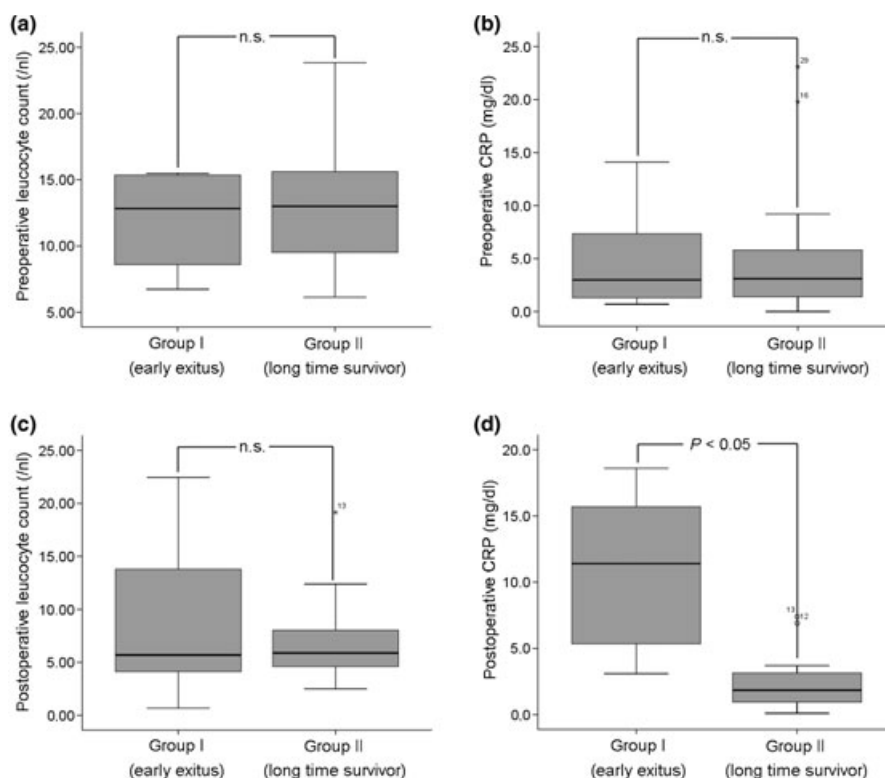 (a)
n.s.
25.00
20.00
15.00
10.00
5.00
Preoperative leucocyte count (/nl)
Group I
(early exitus)
Group II
(long time survivor)
(b)
n.s.
25.0
20.0
15.0
10.0
5.0
0.0
Preoperative CRP (mg/dl)
29
16
Group I
(early exitus)
Group II
(long time survivor)
(c)
n.s.
25.00
20.00
15.00
10.00
5.00
0.00
Postoperative leucocyte count (/nl)
13
Group I
(early exitus)
Group II
(long time survivor)
(d)
P < 0.05
20.0
15.0
10.0
5.0
0.0
Postoperative CRP (mg/dl)
13
12
Group I
(early exitus)
Group II
(long time survivor)